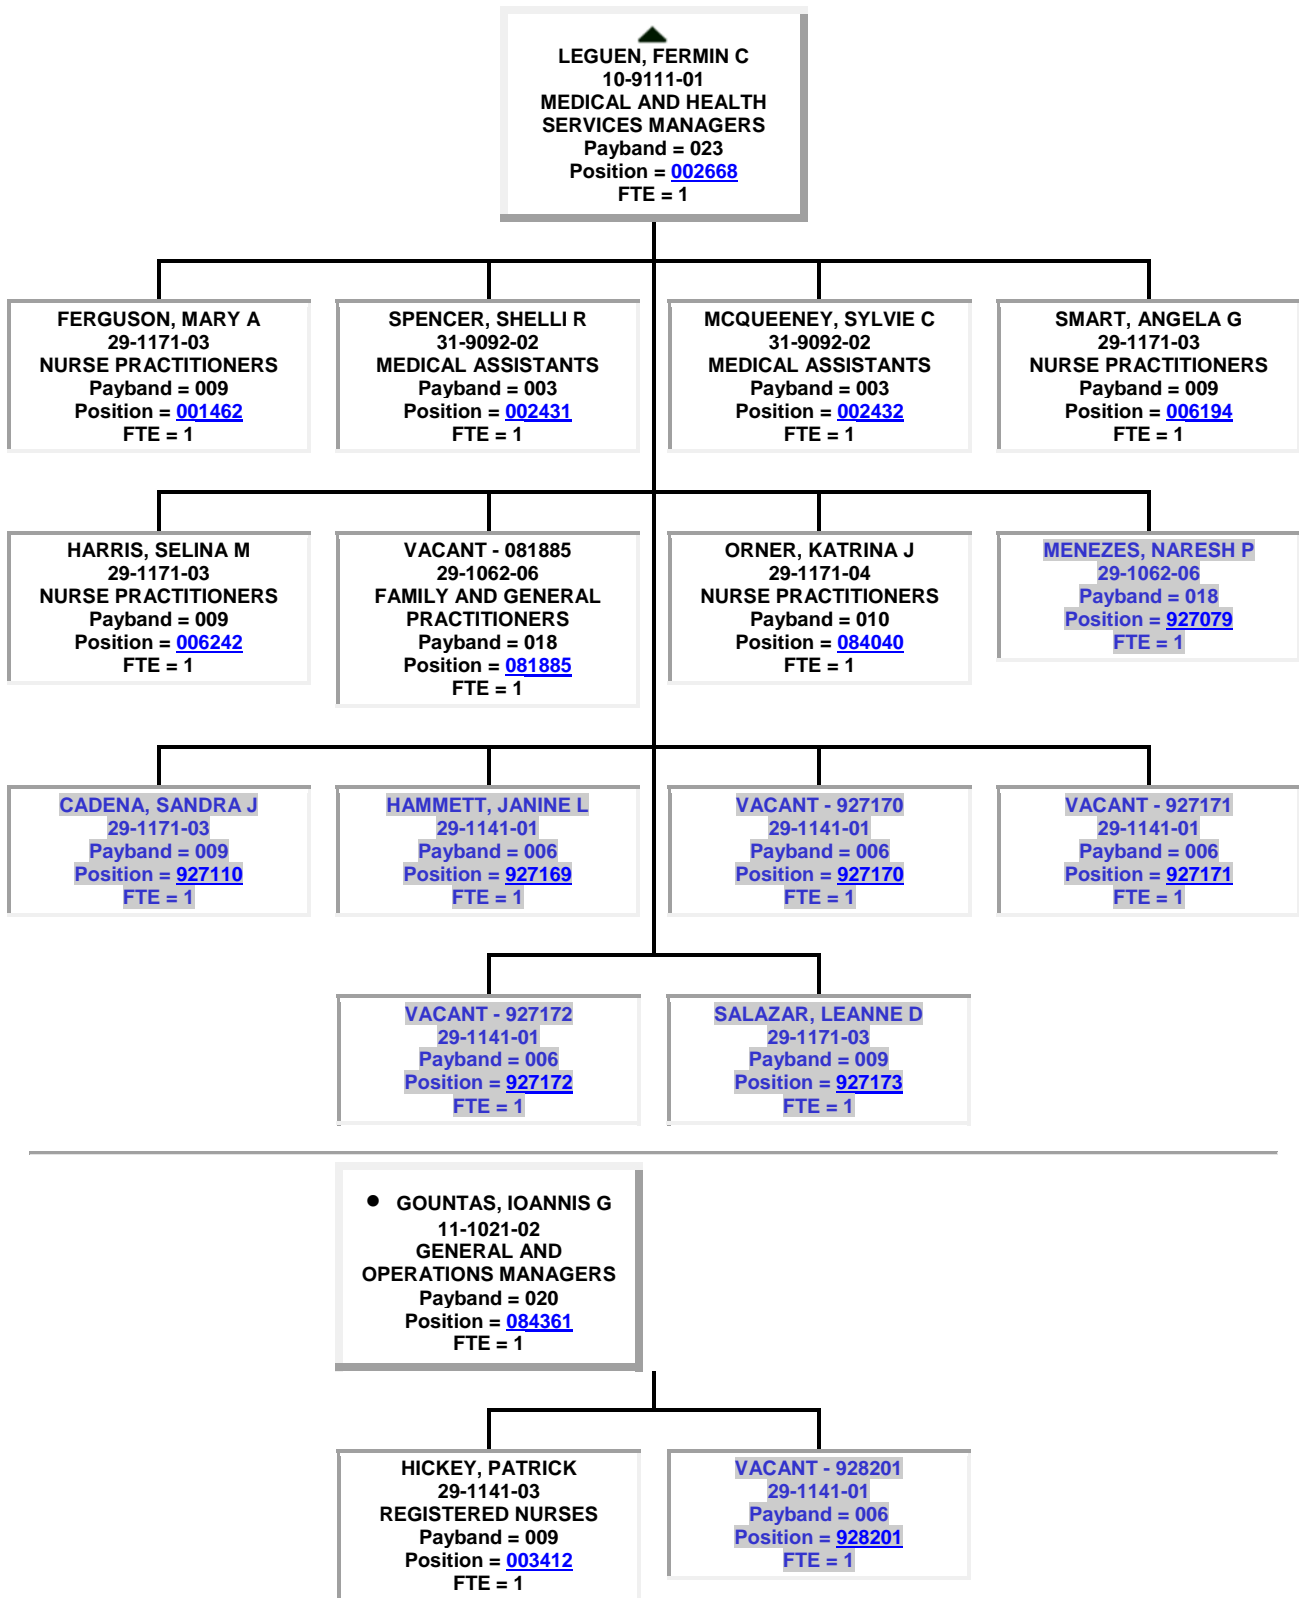 LEGUEN, FERMIN C
10-9111-01
MEDICAL AND HEALTH
SERVICES MANAGERS
Payband = 023
Position = 002668
FTE = 1
FERGUSON, MARY A
29-1171-03
NURSE PRACTITIONERS
Payband = 009
Position = 001462
FTE = 1
SPENCER, SHELLI R
31-9092-02
MEDICAL ASSISTANTS
Payband = 003
Position = 002431
FTE = 1
MCQUEENEY, SYLVIE C
31-9092-02
MEDICAL ASSISTANTS
Payband = 003
Position = 002432
FTE = 1
SMART, ANGELA G
29-1171-03
NURSE PRACTITIONERS
Payband = 009
Position = 006194
FTE = 1
HARRIS, SELINA M
29-1171-03
NURSE PRACTITIONERS
Payband = 009
Position = 006242
FTE = 1
VACANT - 081885
29-1062-06
FAMILY AND GENERAL
PRACTITIONERS
Payband = 018
Position = 081885
FTE = 1
ORNER, KATRINA J
29-1171-04
NURSE PRACTITIONERS
Payband = 010
Position = 084040
FTE = 1
MENEZES, NARESH P
29-1062-06
Payband = 018
Position = 927079
FTE = 1
CADENA, SANDRA J
29-1171-03
Payband = 009
Position = 927110
FTE = 1
HAMMETT, JANINE L
29-1141-01
Payband = 006
Position = 927169
FTE = 1
VACANT - 927170
29-1141-01
Payband = 006
Position = 927170
FTE = 1
VACANT - 927171
29-1141-01
Payband = 006
Position = 927171
FTE = 1
VACANT - 927172
29-1141-01
Payband = 006
Position = 927172
FTE = 1
SALAZAR, LEANNE D
29-1171-03
Payband = 009
Position = 927173
FTE = 1
• GOUNTAS, IOANNIS G
11-1021-02
GENERAL AND
OPERATIONS MANAGERS
Payband = 020
Position = 084361
FTE = 1
HICKEY, PATRICK
29-1141-03
REGISTERED NURSES
Payband = 009
Position = 003412
FTE = 1
VACANT - 928201
29-1141-01
Payband = 006
Position = 928201
FTE = 1